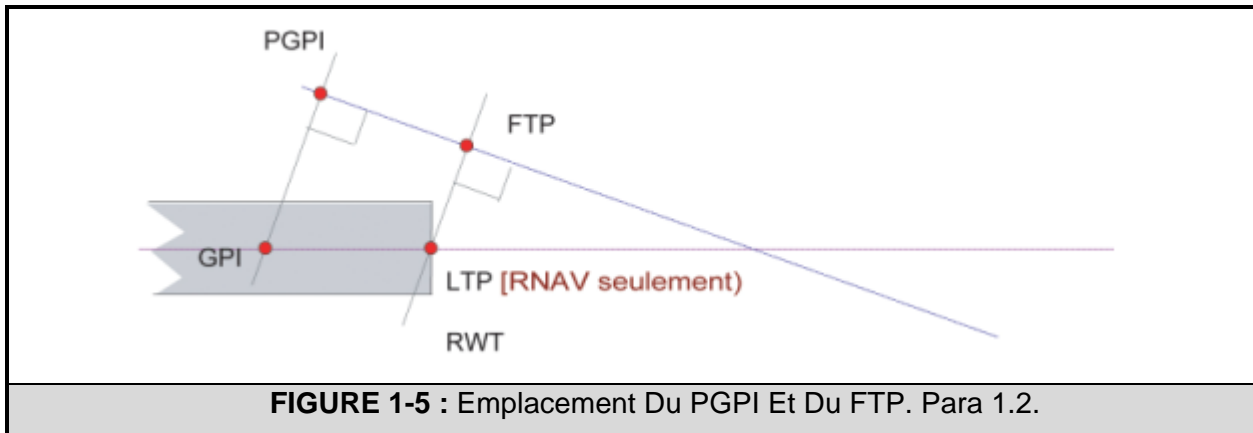 PGPI
FTP
GPI
LTP [RNAV seulement)
RWT
FIGURE 1-5 : Emplacement Du PGPI Et Du FTP. Para 1.2.